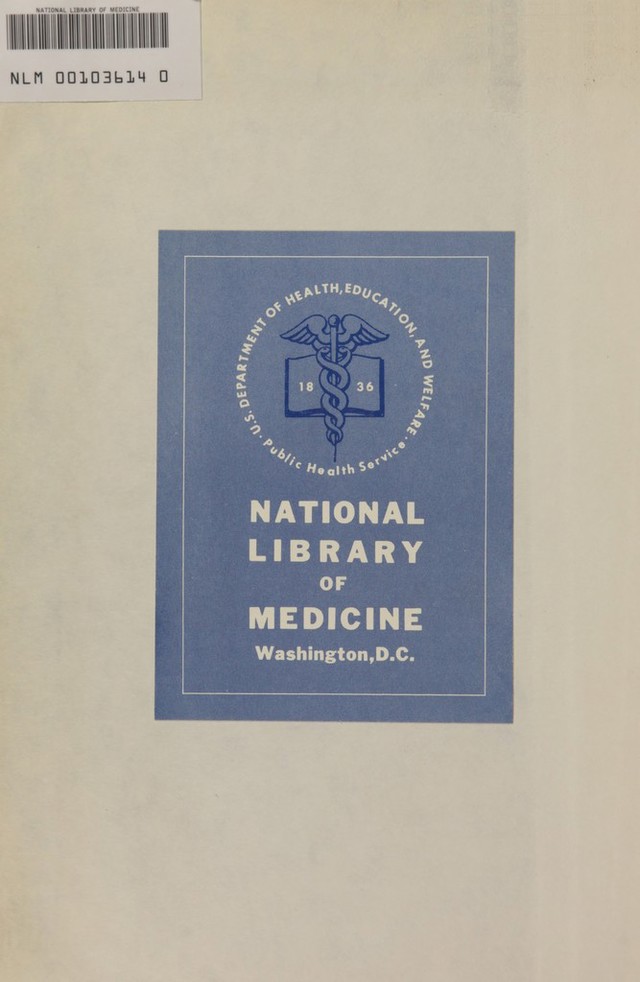 NATIONAL LIBRARY OF MEDICINE
NLM 00103614 0
U.S. DEPARTMENT OF HEALTH, EDUCATION, AND WELFARE
· Public Health Service ·
18 36
NATIONAL
LIBRARY
OF
MEDICINE
Washington,D.C.